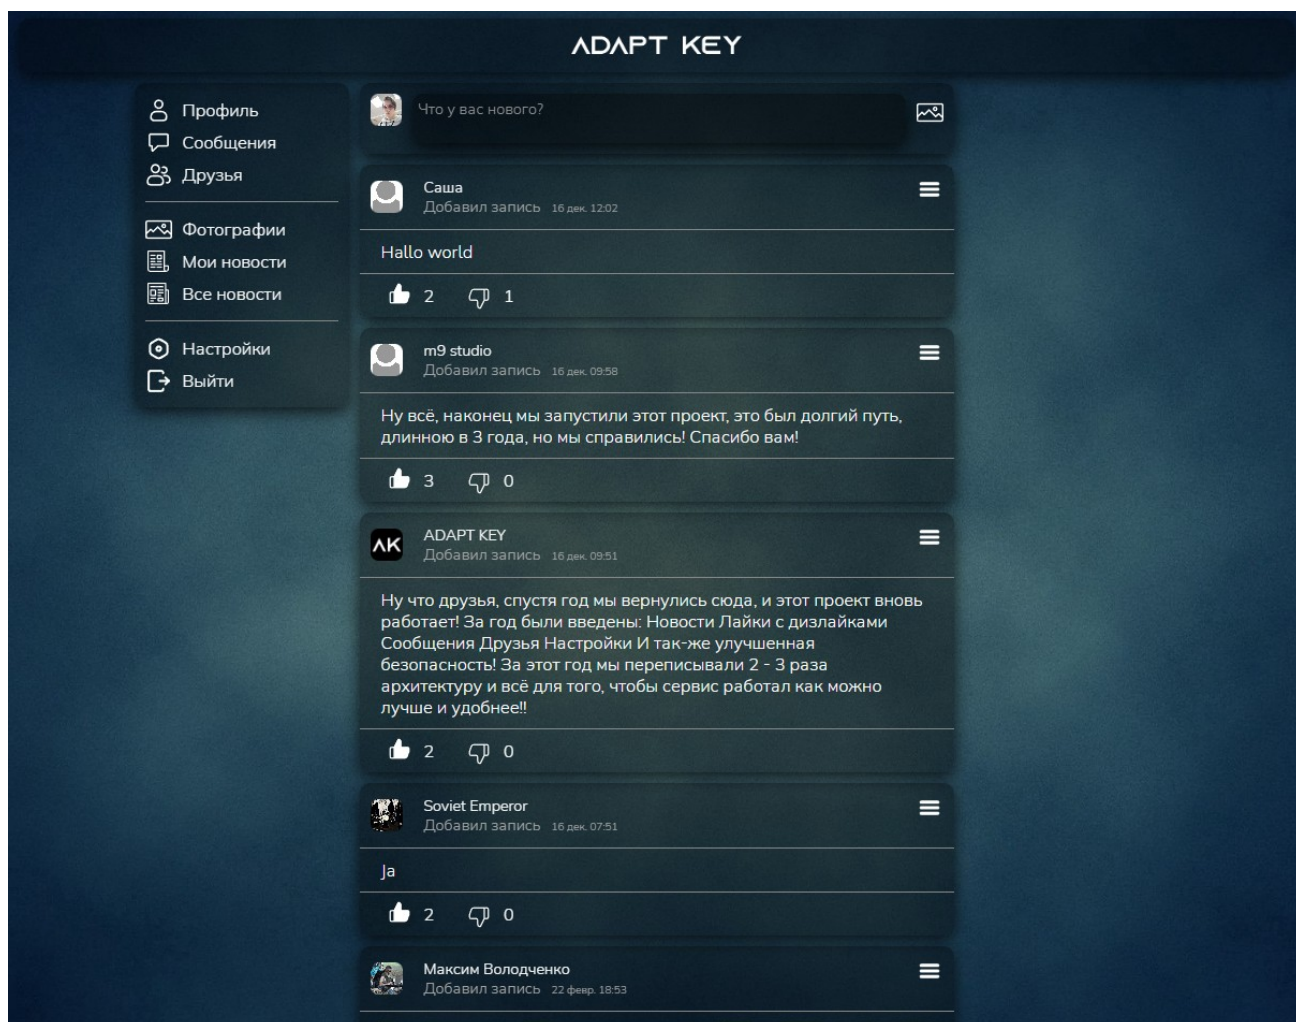 ADAPT KEY
Профиль
Сообщения
Друзья
Фотографии
Мои новости
Все новости
Настройки
Выйти
Что у вас нового?
Саша
Добавил запись 16 дек. 12:02
Hallo world
2 1
m9 studio
Добавил запись 16 дек. 09:58
Ну всё, наконец мы запустили этот проект, это был долгий путь,
длинною в 3 года, но мы справились! Спасибо вам!
3 0
AK
ADAPT KEY
Добавил запись 16 дек. 09:51
Ну что друзья, спустя год мы вернулись сюда, и этот проект вновь
работает! За год были введены: Новости Лайки с дизлайками
Сообщения Друзья Настройки И так-же улучшенная
безопасность! За этот год мы переписывали 2 - 3 раза
архитектуру и всё для того, чтобы сервис работал как можно
лучше и удобнее!!
2 0
Soviet Emperor
Добавил запись 16 дек. 07:51
Ja
2 0
Максим Володченко
Добавил запись 22 февр. 18:53